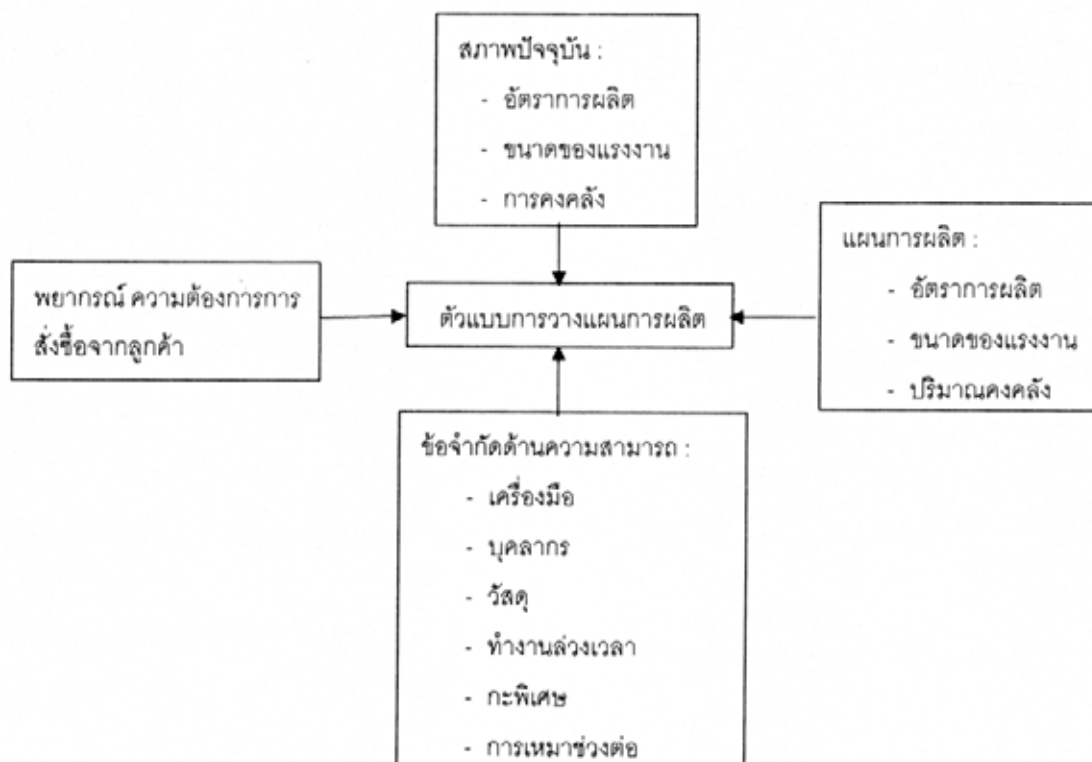 สภาพปัจจุบัน :
- อัตราการผลิต
- ขนาดของแรงงาน
- การคงคลัง
พยากรณ์ ความต้องการการ
สั่งซื้อจากลูกค้า
ตัวแบบการวางแผนการผลิต
แผนการผลิต :
- อัตราการผลิต
- ขนาดของแรงงาน
- ปริมาณคงคลัง
ข้อจำกัดด้านความสามารถ :
- เครื่องมือ
- บุคลากร
- วัสดุ
- ทำงานล่วงเวลา
- กะพิเศษ
- การเหมาช่วงต่อ